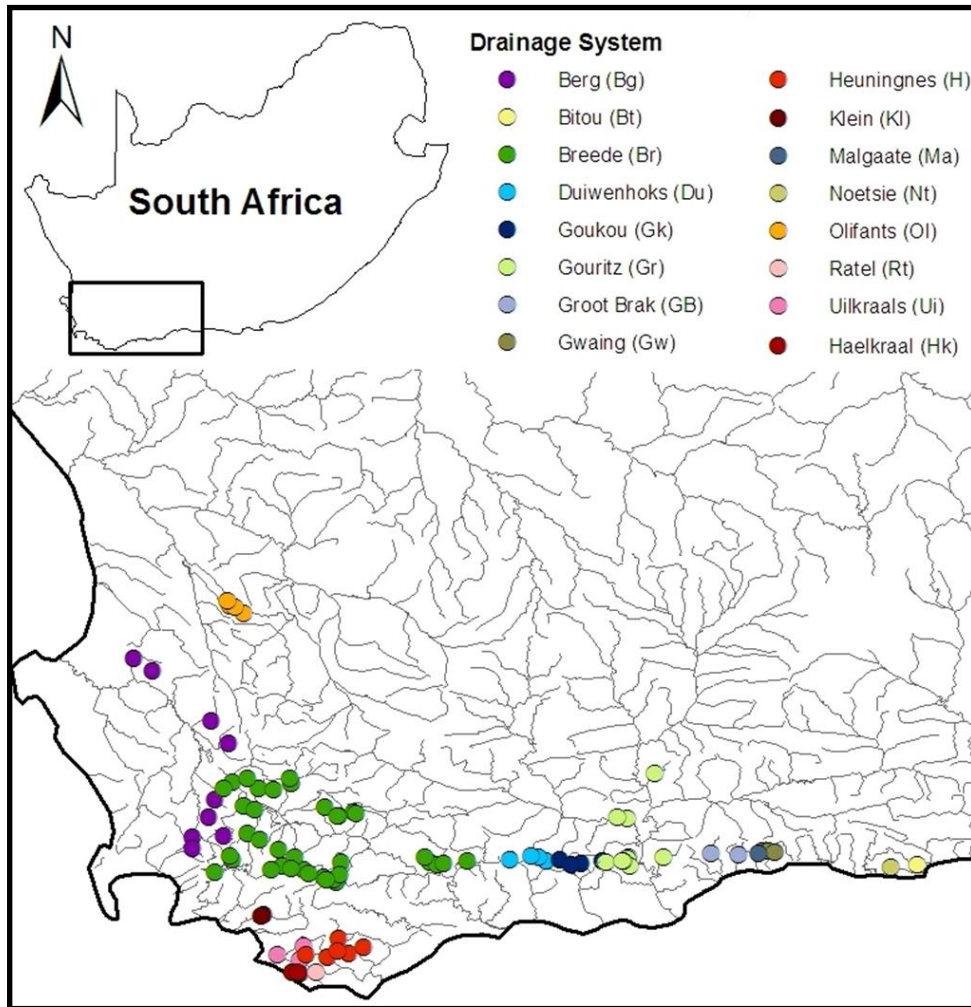 N
South Africa
Drainage System
Berg (Bg)
Bitou (Bt)
Breede (Br)
Duiwenhoks (Du)
Goukou (Gk)
Gouritz (Gr)
Groot Brak (GB)
Gwaing (Gw)
Heuningnes (H)
Klein (Kl)
Malgaate (Ma)
Noetsie (Nt)
Olifants (Ol)
Ratel (Rt)
Uilkraals (Ui)
Haelkraal (Hk)